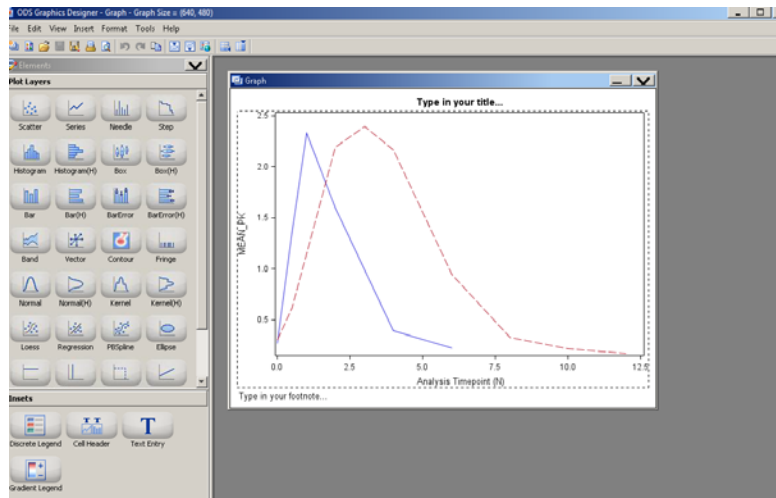 ODS Graphics Designer - Graph - Graph Size = (640, 480)
File Edit View Insert Format Tools Help
Elements
Plot Layers
Scatter Series Needle Step
Histogram Histogram(H) Box Box(H)
Bar Bar(H) BarError BarError(H)
Band Vector Contour Fringe
Normal Normal(H) Kernel Kernel(H)
Loess Regression PBSpline Ellipse
Insets
Discrete Legend Cell Header Text Entry
Gradient Legend
Graph
Type in your title...
2.5
2.0
1.5
1.0
0.5
MEAN_PK
0.0 2.5 5.0 7.5 10.0 12.5
Analysis Timepoint (N)
Type in your footnote...